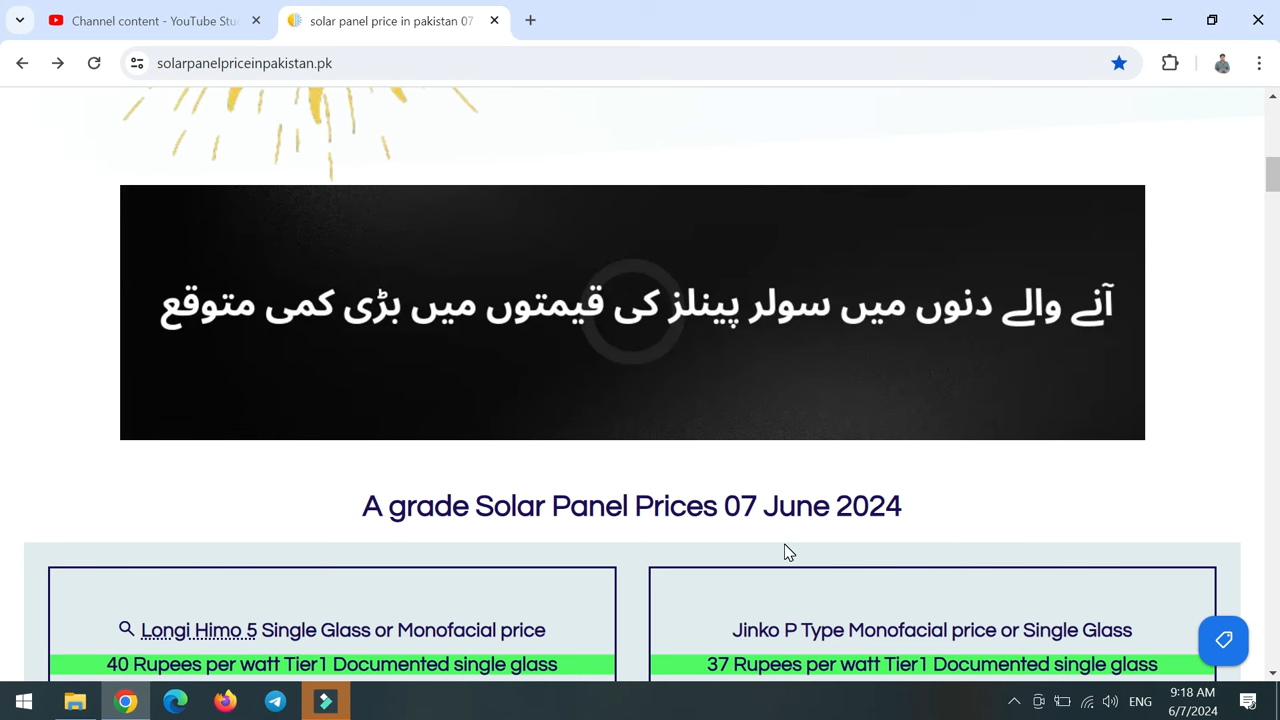 Channel content - YouTube Stu
solar panel price in pakistan 07
solarpanelpriceinpakistan.pk
آنے والے دنوں میں سولر پینلز کی قیمتوں میں بڑی کمی متوقع
A grade Solar Panel Prices 07 June 2024
Longi Himo 5 Single Glass or Monofacial price
40 Rupees per watt Tier1 Documented single glass
Jinko P Type Monofacial price or Single Glass
37 Rupees per watt Tier1 Documented single glass
ENG
9:18 AM
6/7/2024